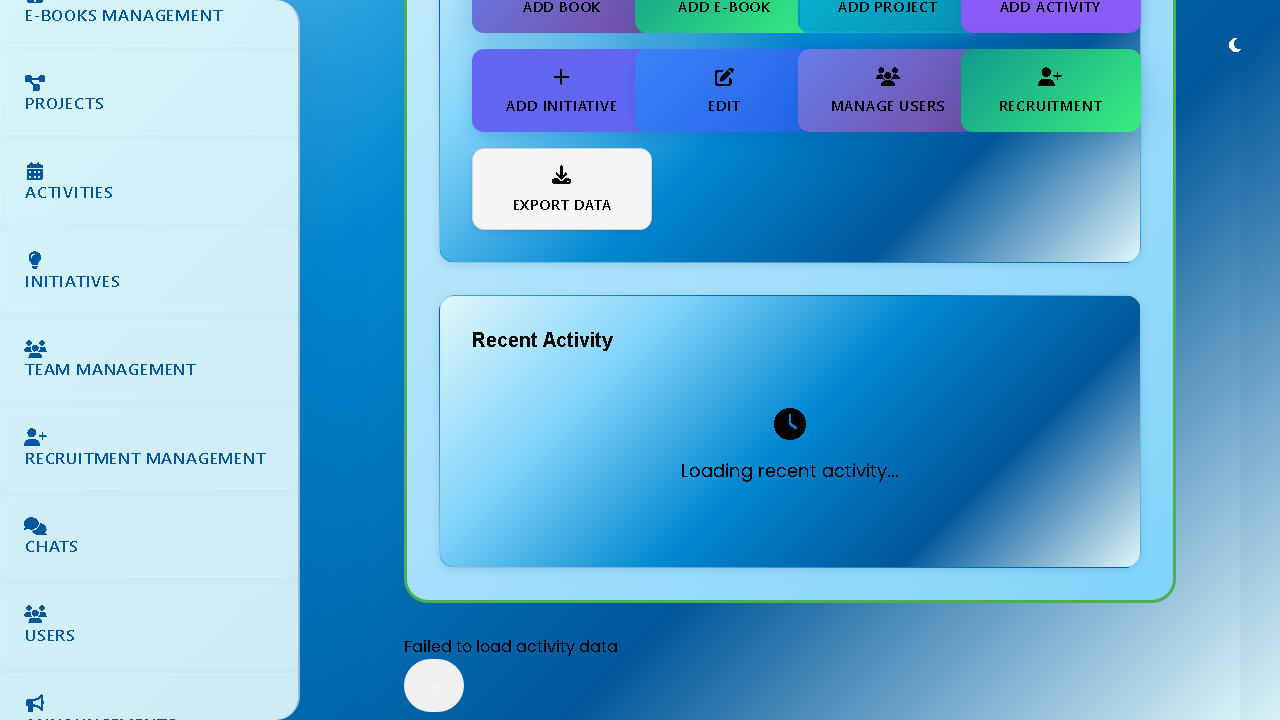 E-BOOKS MANAGEMENT
PROJECTS
ACTIVITIES
INITIATIVES
TEAM MANAGEMENT
RECRUITMENT MANAGEMENT
CHATS
USERS
ANNOUNCEMENTS
ADD BOOK
ADD E-BOOK
ADD PROJECT
ADD ACTIVITY
ADD INITIATIVE
EDIT
MANAGE USERS
RECRUITMENT
EXPORT DATA
Recent Activity
Loading recent activity...
Failed to load activity data
×